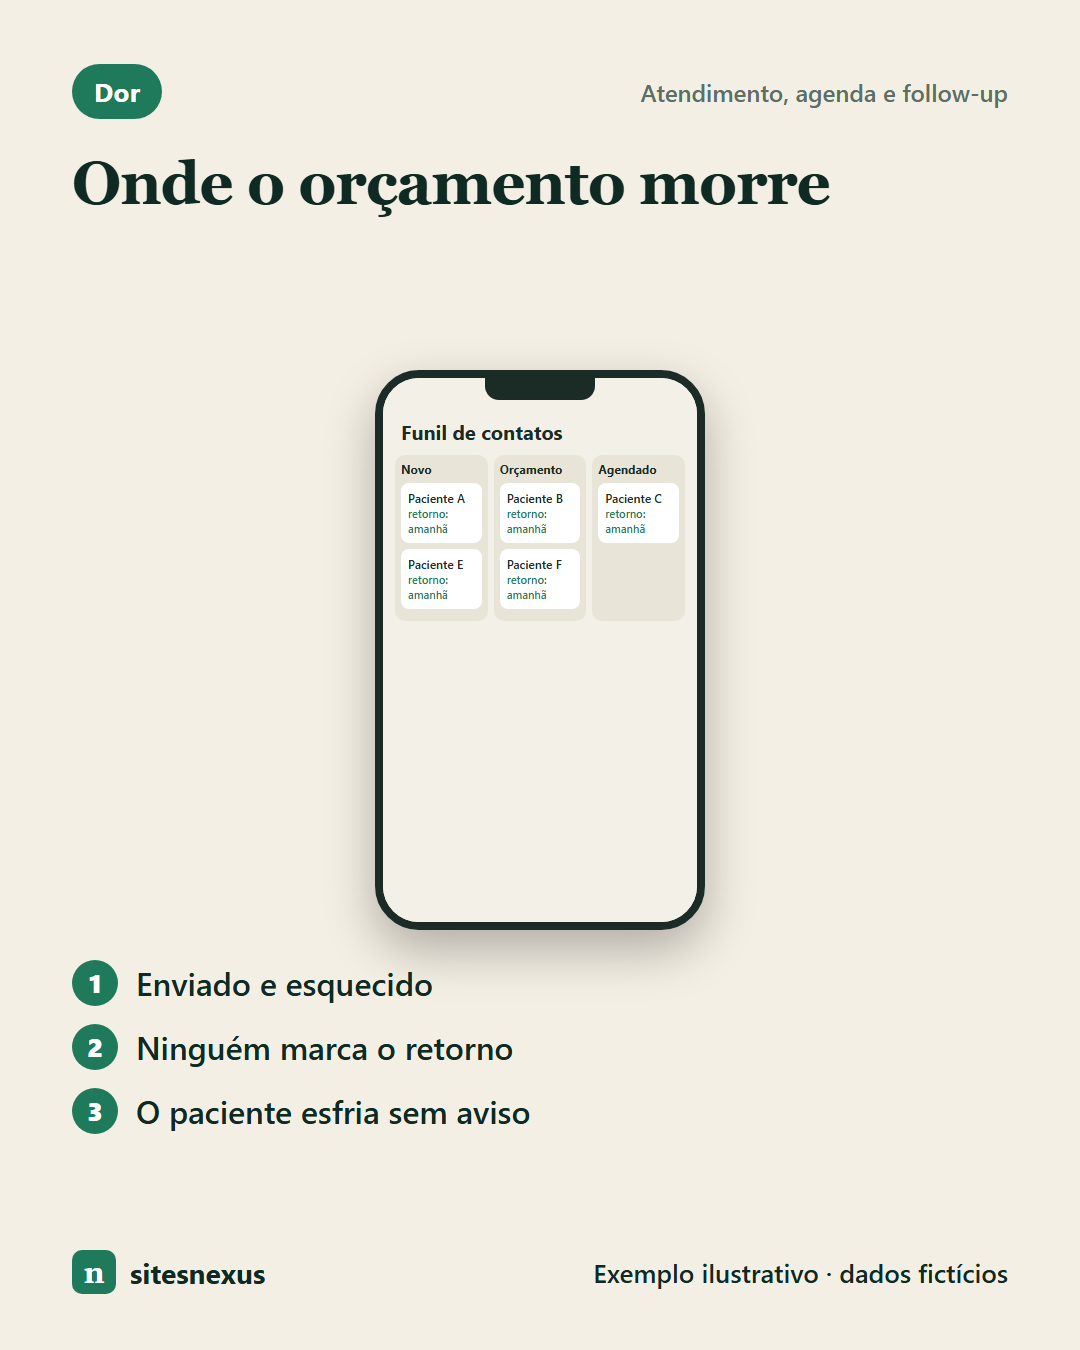 Dor
Atendimento, agenda e follow-up
Onde o orçamento morre
Funil de contatos
Novo
Paciente A
retorno:
amanhã
Paciente E
retorno:
amanhã
Orçamento
Paciente B
retorno:
amanhã
Paciente F
retorno:
amanhã
Agendado
Paciente C
retorno:
amanhã
1 Enviado e esquecido
2 Ninguém marca o retorno
3 O paciente esfria sem aviso
n sitesnexus
Exemplo ilustrativo · dados fictícios